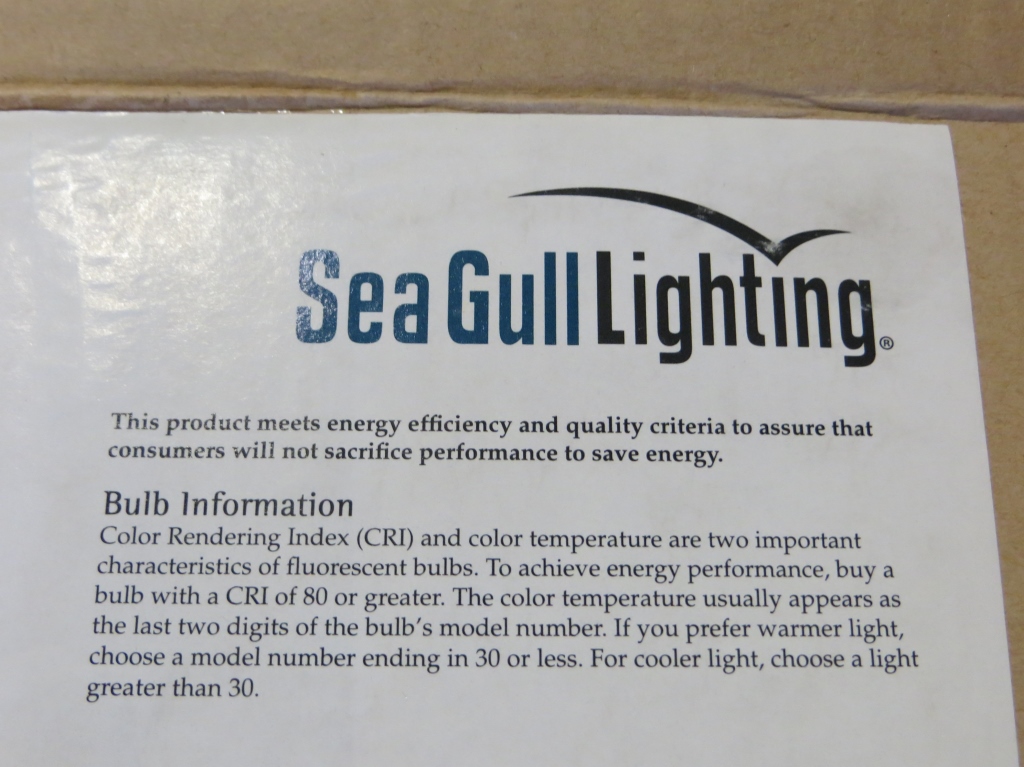 Sea Gull Lighting®
This product meets energy efficiency and quality criteria to assure that
consumers will not sacrifice performance to save energy.
Bulb Information
Color Rendering Index (CRI) and color temperature are two important
characteristics of fluorescent bulbs. To achieve energy performance, buy a
bulb with a CRI of 80 or greater. The color temperature usually appears as
the last two digits of the bulb's model number. If you prefer warmer light,
choose a model number ending in 30 or less. For cooler light, choose a light
greater than 30.